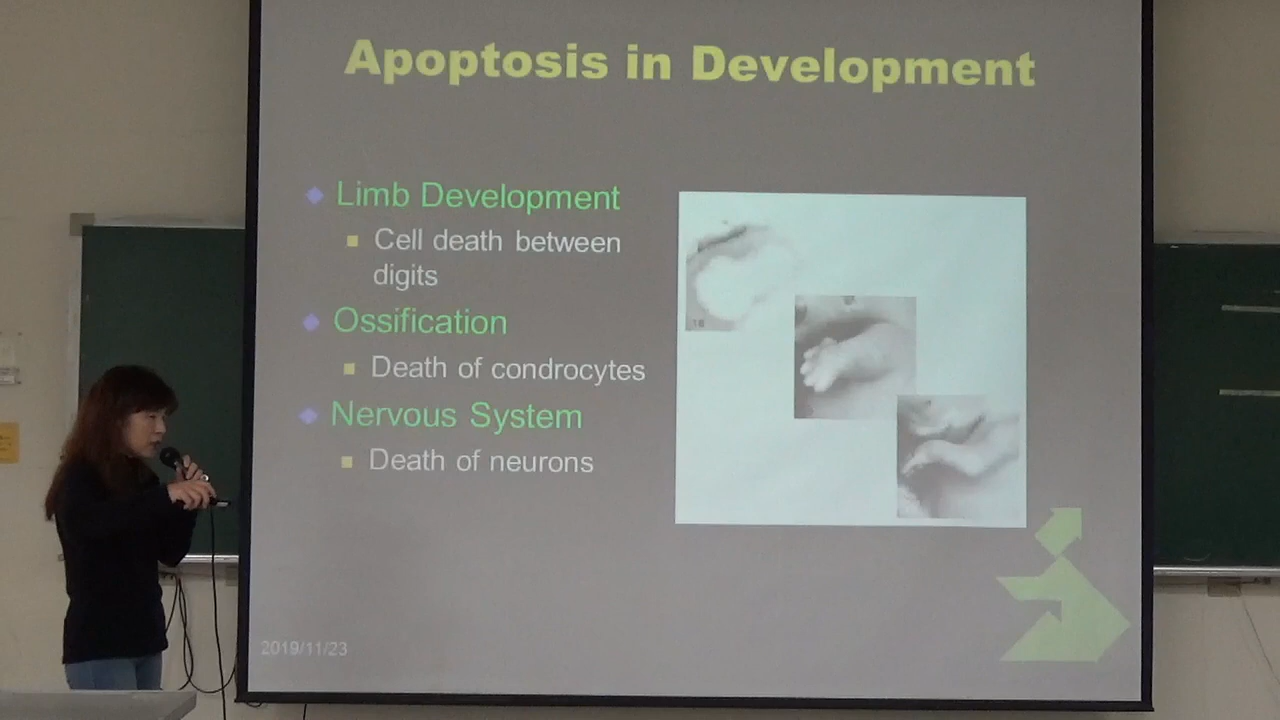 Apoptosis in Development
Limb Development
Cell death between
digits
Ossification
Death of condrocytes
Nervous System
Death of neurons
2019/11/23